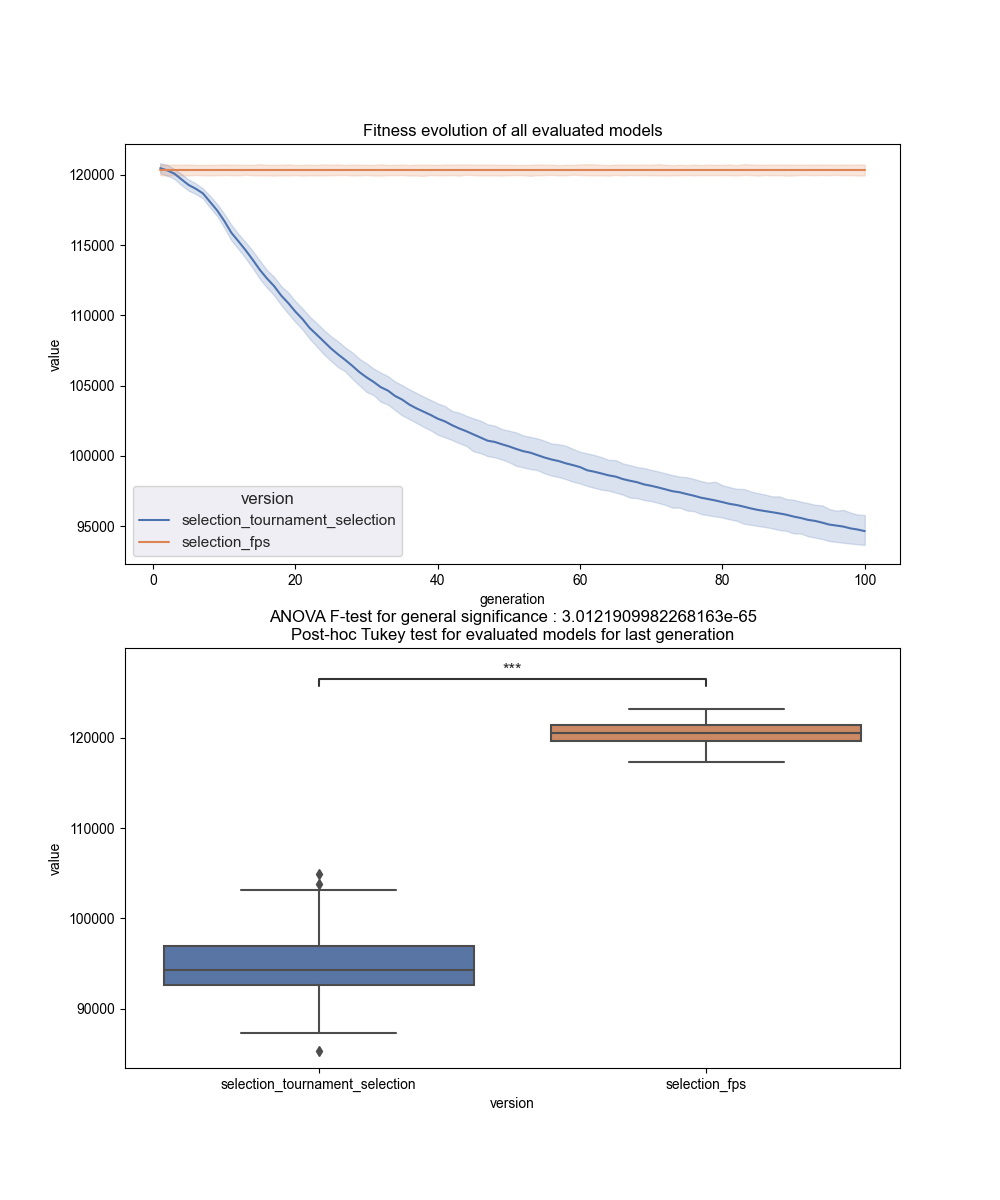 Fitness evolution of all evaluated models
120000
115000
110000
105000
100000
95000
value
version
selection_tournament_selection
selection_fps
0 20 40 60 80 100
generation
ANOVA F-test for general significance : 3.0121909982268163e-65
Post-hoc Tukey test for evaluated models for last generation
***
120000
110000
100000
90000
value
selection_tournament_selection selection_fps
version